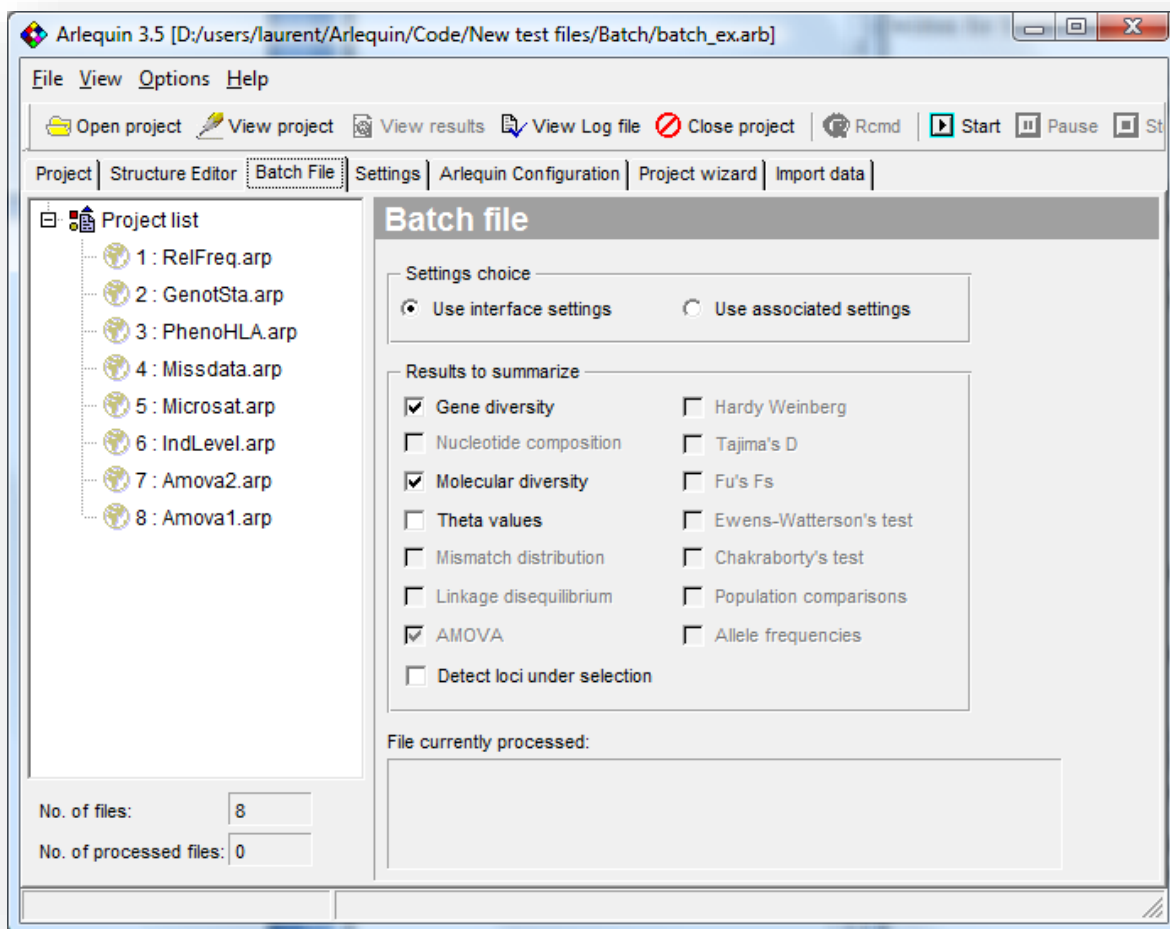 Arlequin 3.5 [D:/users/laurent/Arlequin/Code/New test files/Batch/batch_ex.arb]
File View Options Help
Open project View project View results View Log file Close project Rcmd Start Pause St
Project Structure Editor Batch File Settings Arlequin Configuration Project wizard Import data
Project list
1 : RelFreq.arp
2 : GenotSta.arp
3 : PhenoHLA.arp
4 : Missdata.arp
5 : Microsat.arp
6 : IndLevel.arp
7 : Amova2.arp
8 : Amova1.arp
No. of files: 8
No. of processed files: 0
Batch file
Settings choice
Use interface settings Use associated settings
Results to summarize
Gene diversity Hardy Weinberg
Nucleotide composition Tajima's D
Molecular diversity Fu's Fs
Theta values Ewens-Watterson's test
Mismatch distribution Chakraborty's test
Linkage disequilibrium Population comparisons
AMOVA Allele frequencies
Detect loci under selection
File currently processed: